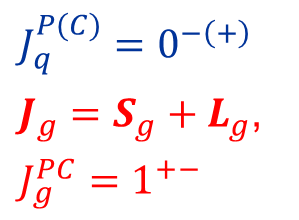 J_q^{P(C)} = 0^{-(+)}
J_g = S_g + L_g,
J_g^{PC} = 1^{+-}